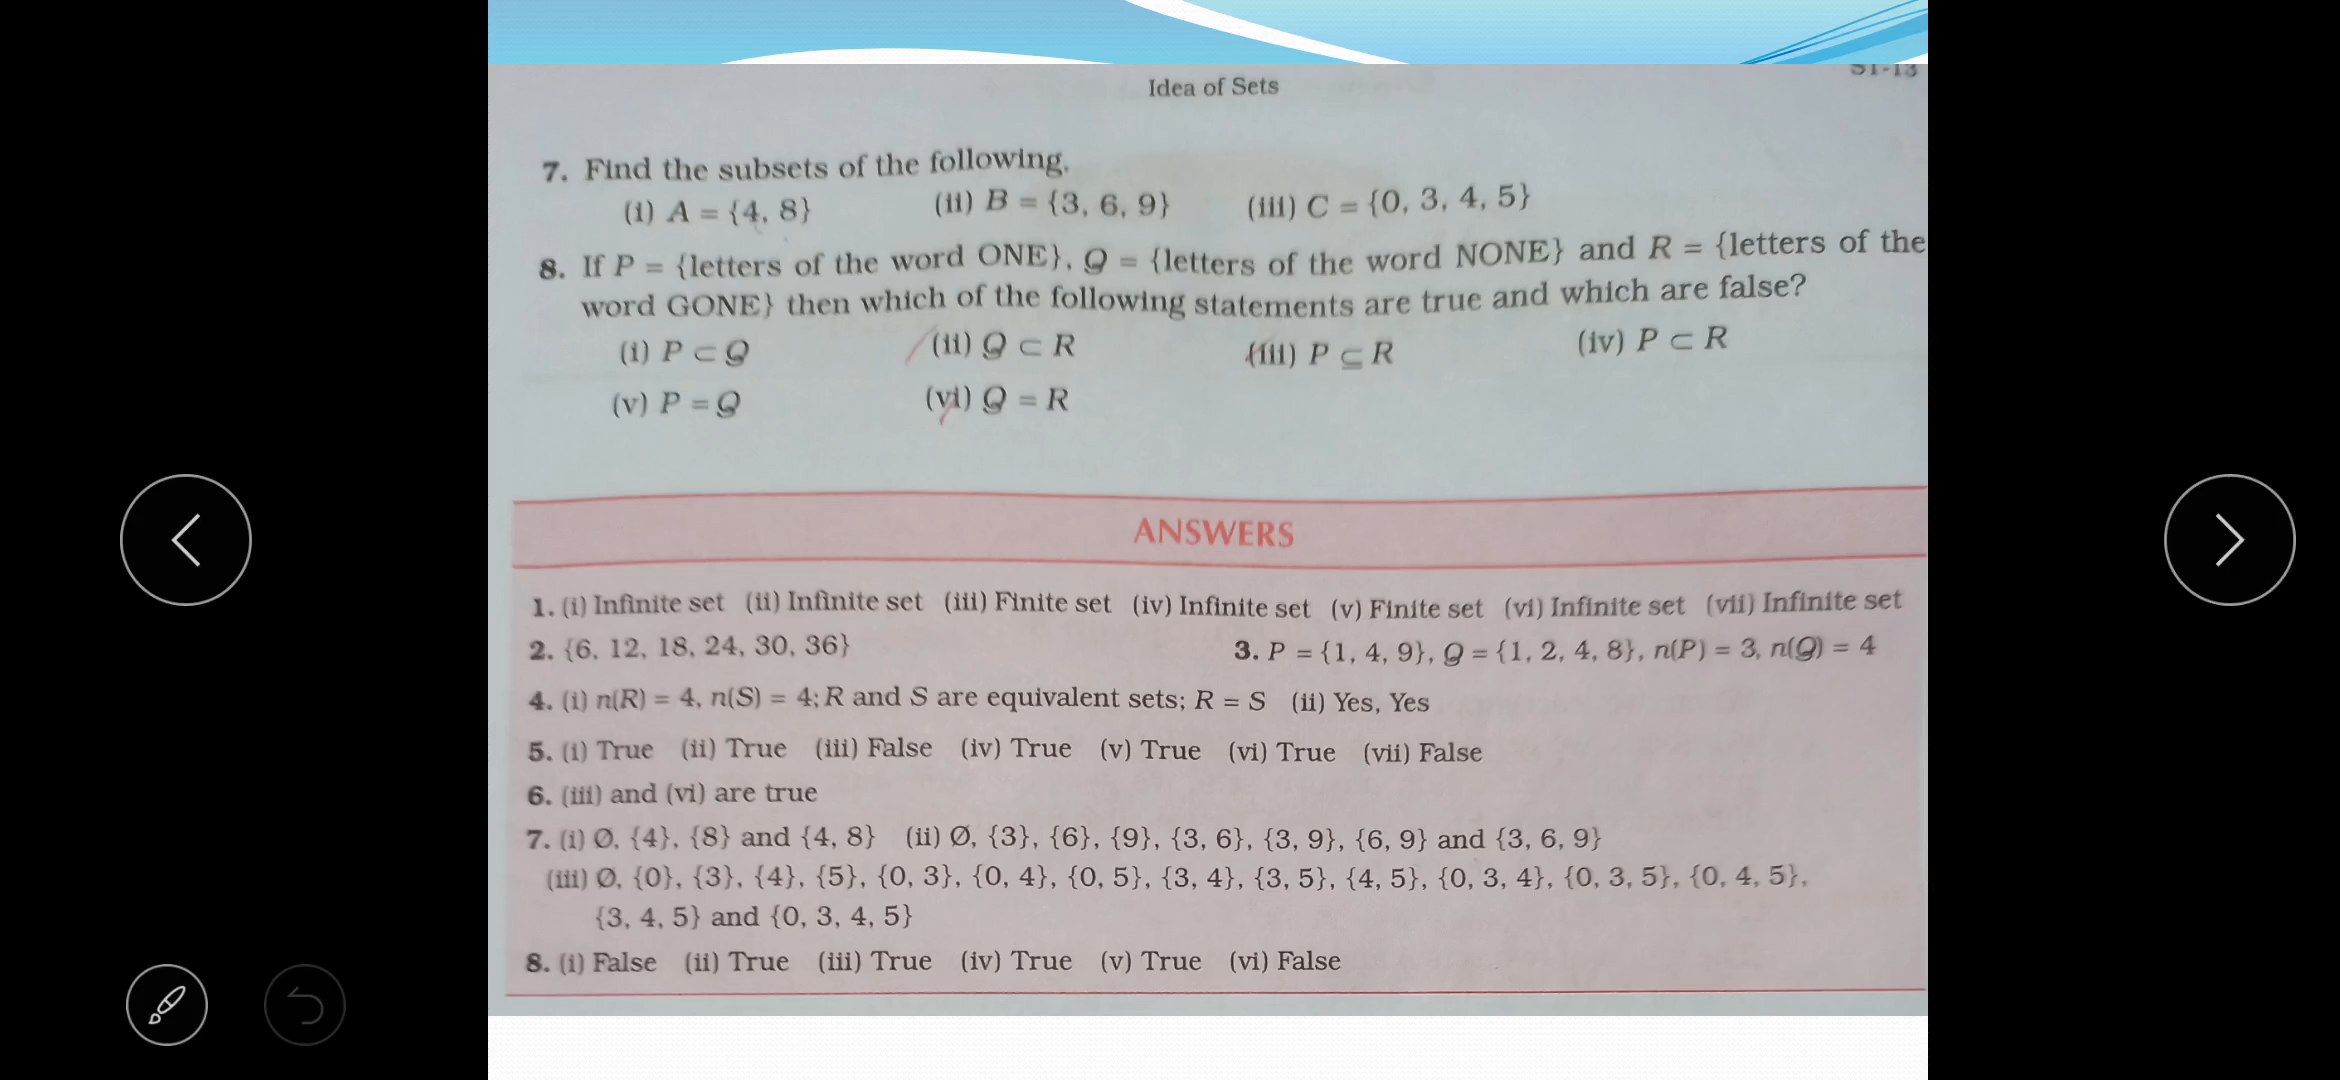 Idea of Sets
S1-13
7. Find the subsets of the following.
(i) A = {4, 8} (ii) B = {3, 6, 9} (iii) C = {0, 3, 4, 5}
8. If P = {letters of the word ONE}, Q = {letters of the word NONE} and R = {letters of the
word GONE} then which of the following statements are true and which are false?
(i) P ⊂ Q (ii) Q ⊂ R (iii) P ⊆ R (iv) P ⊂ R
(v) P = Q (vi) Q = R
ANSWERS
1. (i) Infinite set (ii) Infinite set (iii) Finite set (iv) Infinite set (v) Finite set (vi) Infinite set (vii) Infinite set
2. {6, 12, 18, 24, 30, 36} 3. P = {1, 4, 9}, Q = {1, 2, 4, 8}, n(P) = 3, n(Q) = 4
4. (i) n(R) = 4, n(S) = 4; R and S are equivalent sets; R = S (ii) Yes, Yes
5. (i) True (ii) True (iii) False (iv) True (v) True (vi) True (vii) False
6. (iii) and (vi) are true
7. (i) Ø, {4}, {8} and {4, 8} (ii) Ø, {3}, {6}, {9}, {3, 6}, {3, 9}, {6, 9} and {3, 6, 9}
(iii) Ø, {0}, {3}, {4}, {5}, {0, 3}, {0, 4}, {0, 5}, {3, 4}, {3, 5}, {4, 5}, {0, 3, 4}, {0, 3, 5}, {0, 4, 5},
{3, 4, 5} and {0, 3, 4, 5}
8. (i) False (ii) True (iii) True (iv) True (v) True (vi) False